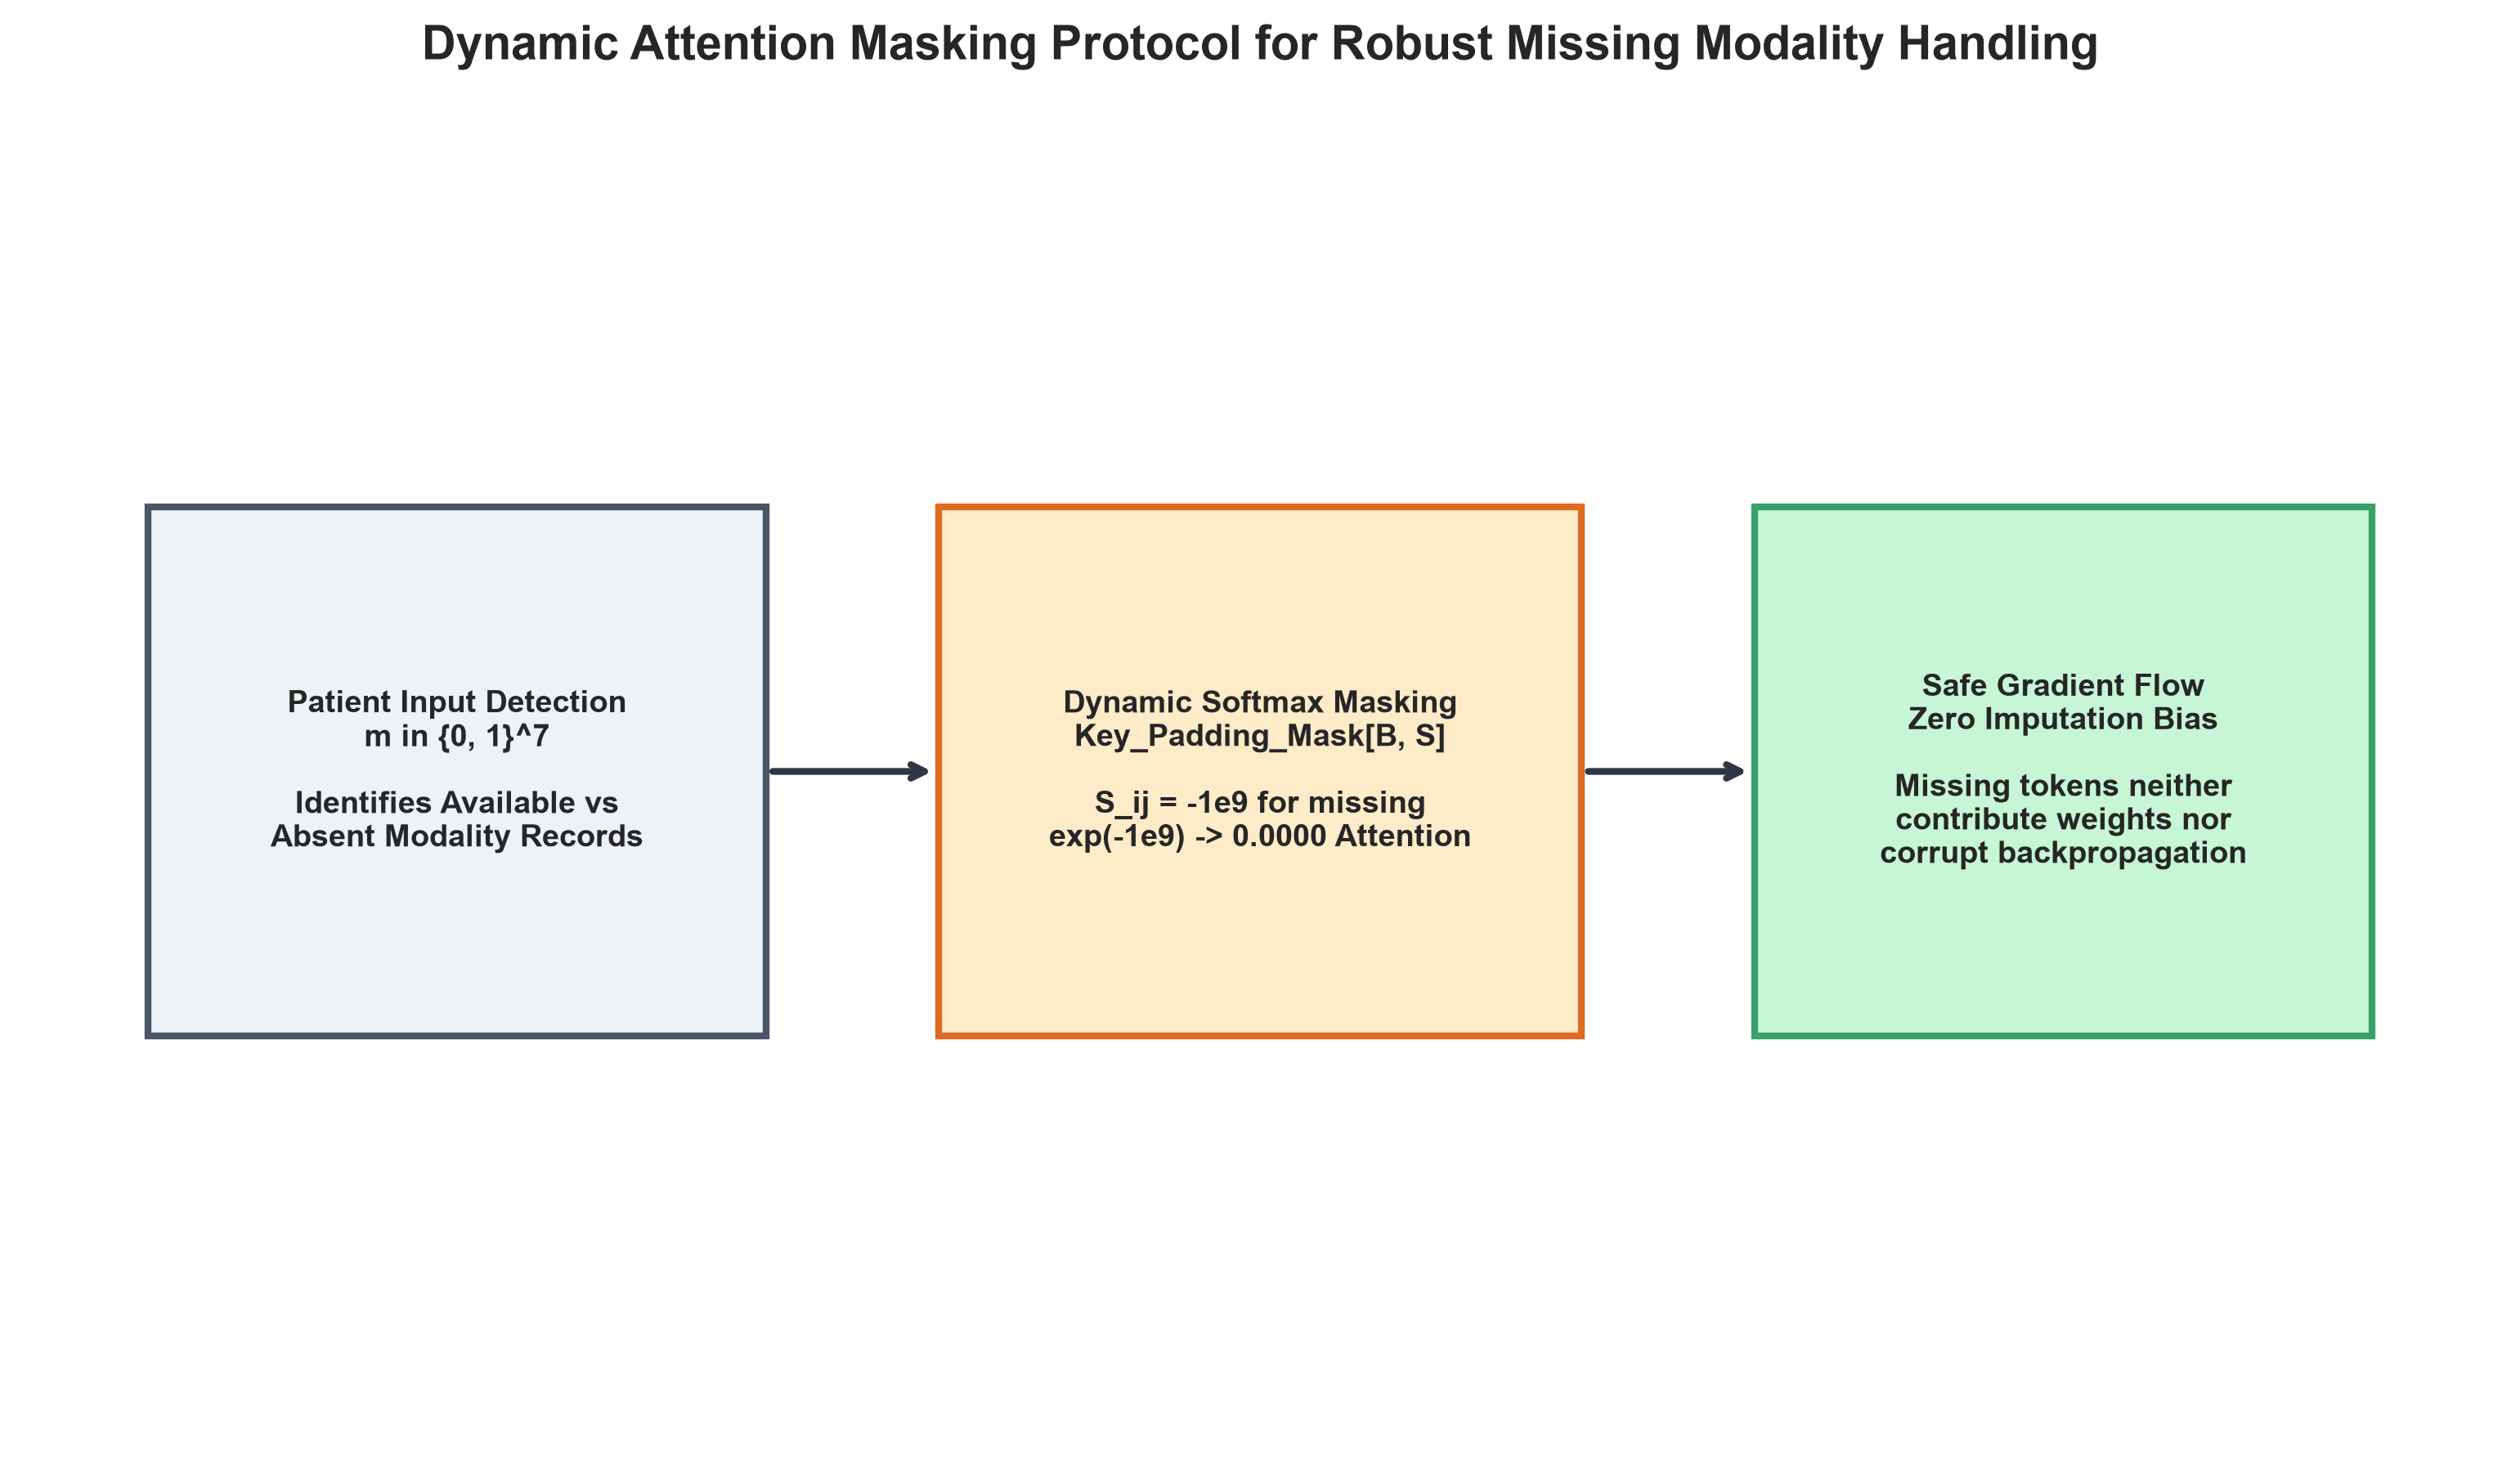 Dynamic Attention Masking Protocol for Robust Missing Modality Handling
Patient Input Detection
m in {0, 1}^7
Identifies Available vs
Absent Modality Records
Dynamic Softmax Masking
Key_Padding_Mask[B, S]
S_ij = -1e9 for missing
exp(-1e9) -> 0.0000 Attention
Safe Gradient Flow
Zero Imputation Bias
Missing tokens neither
contribute weights nor
corrupt backpropagation